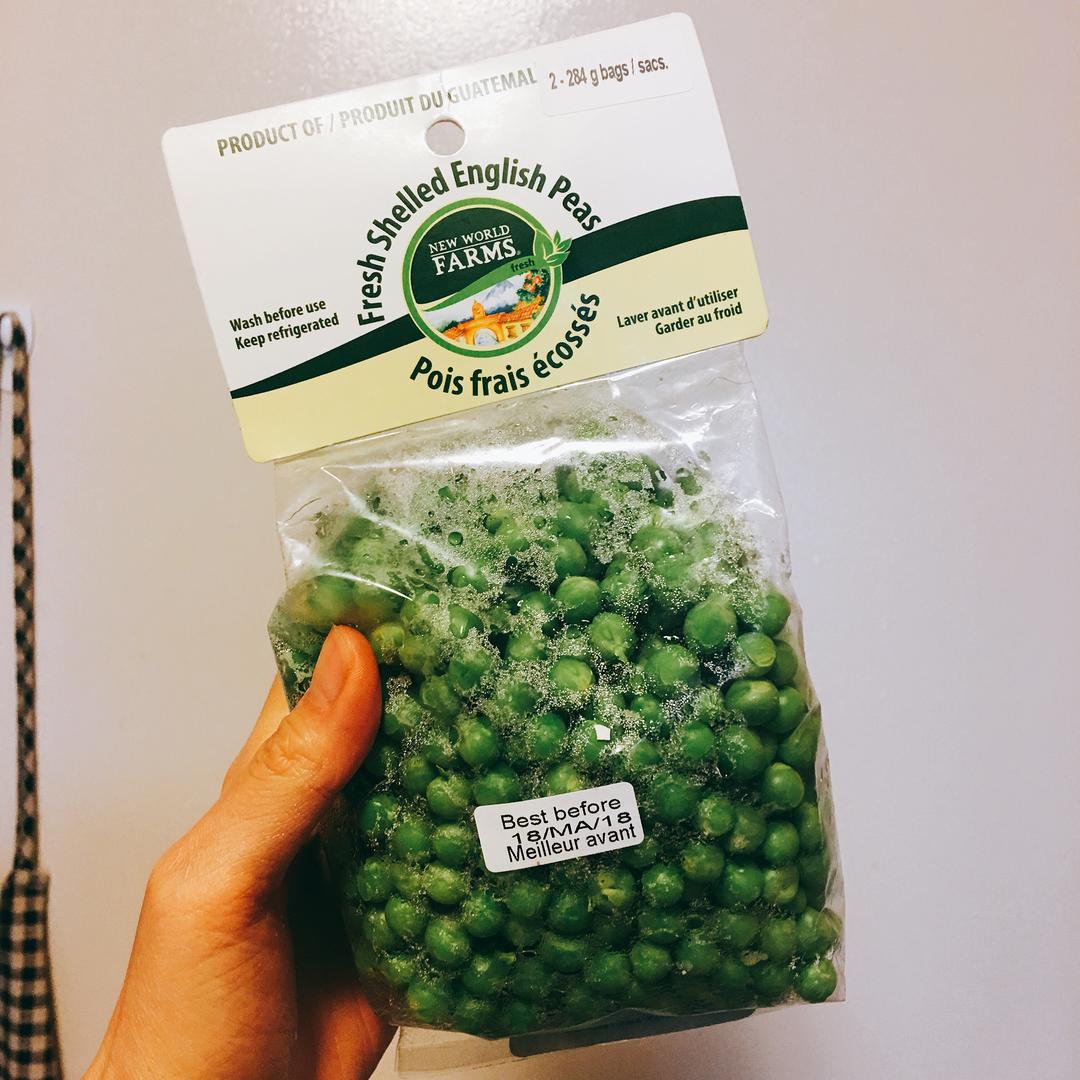 PRODUCT OF / PRODUIT DU GUATEMAL
2 - 284 g bags / sacs.
Fresh Shelled English Peas
NEW WORLD
FARMS®
fresh
Wash before use
Keep refrigerated
Laver avant d'utiliser
Garder au froid
Pois frais écossés
Best before
18/MA/18
Meilleur avant